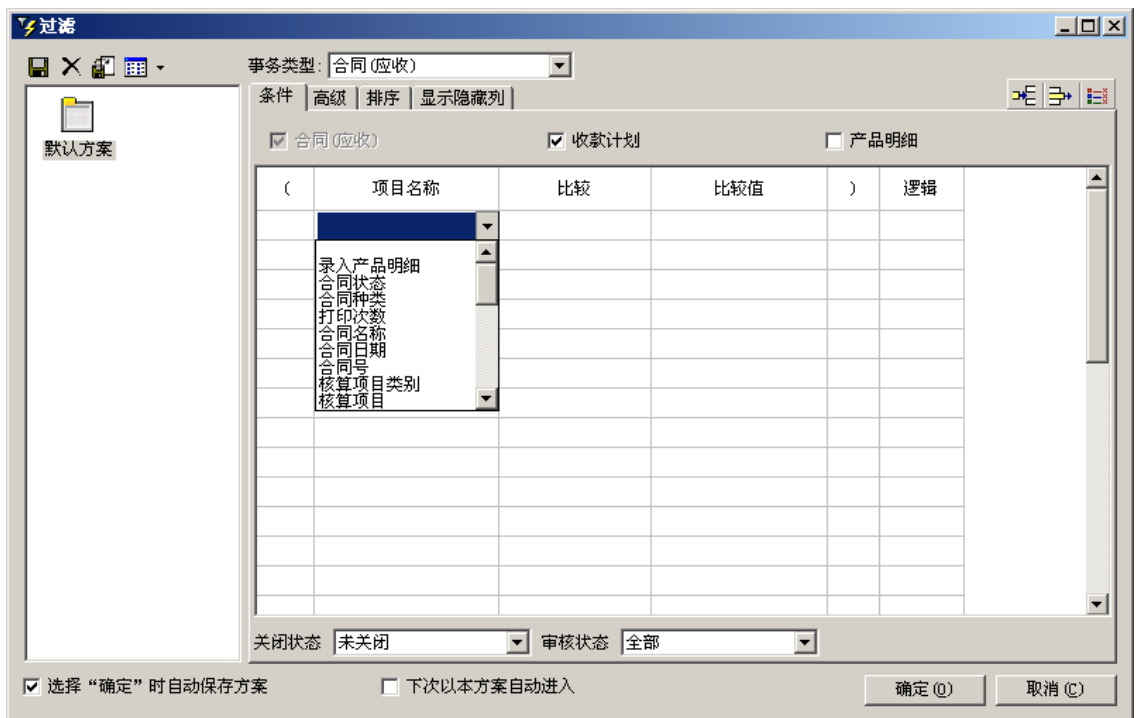 过滤
事务类型: 合同(应收)
默认方案
条件 高级 排序 显示隐藏列
合同(应收) 收款计划 产品明细
( 项目名称 比较 比较值 ) 逻辑
录入产品明细
合同状态
合同种类
打印次数
合同名称
合同日期
合同号
核算项目类别
核算项目
关闭状态 未关闭 审核状态 全部
选择“确定”时自动保存方案 下次以本方案自动进入 确定(O) 取消(C)